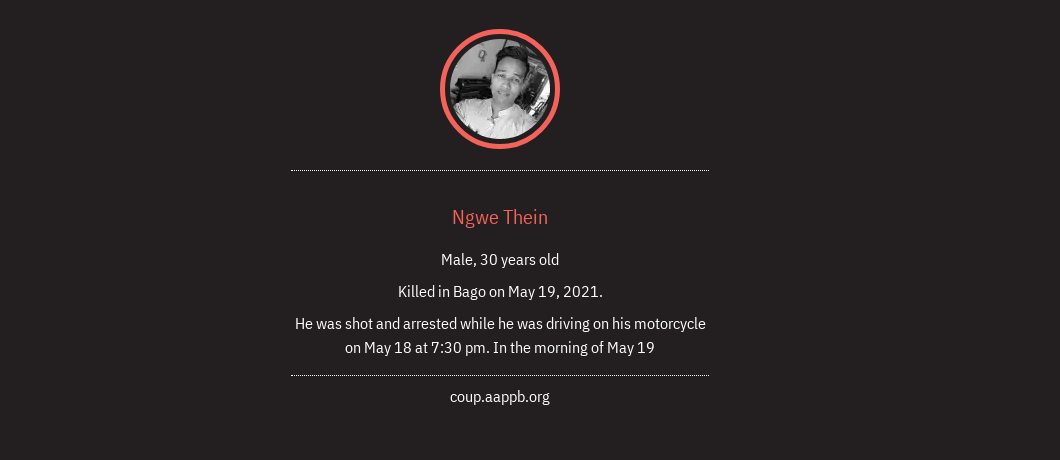 Ngwe Thein
Male, 30 years old
Killed in Bago on May 19, 2021.
He was shot and arrested while he was driving on his motorcycle
on May 18 at 7:30 pm. In the morning of May 19
coup.aappb.org